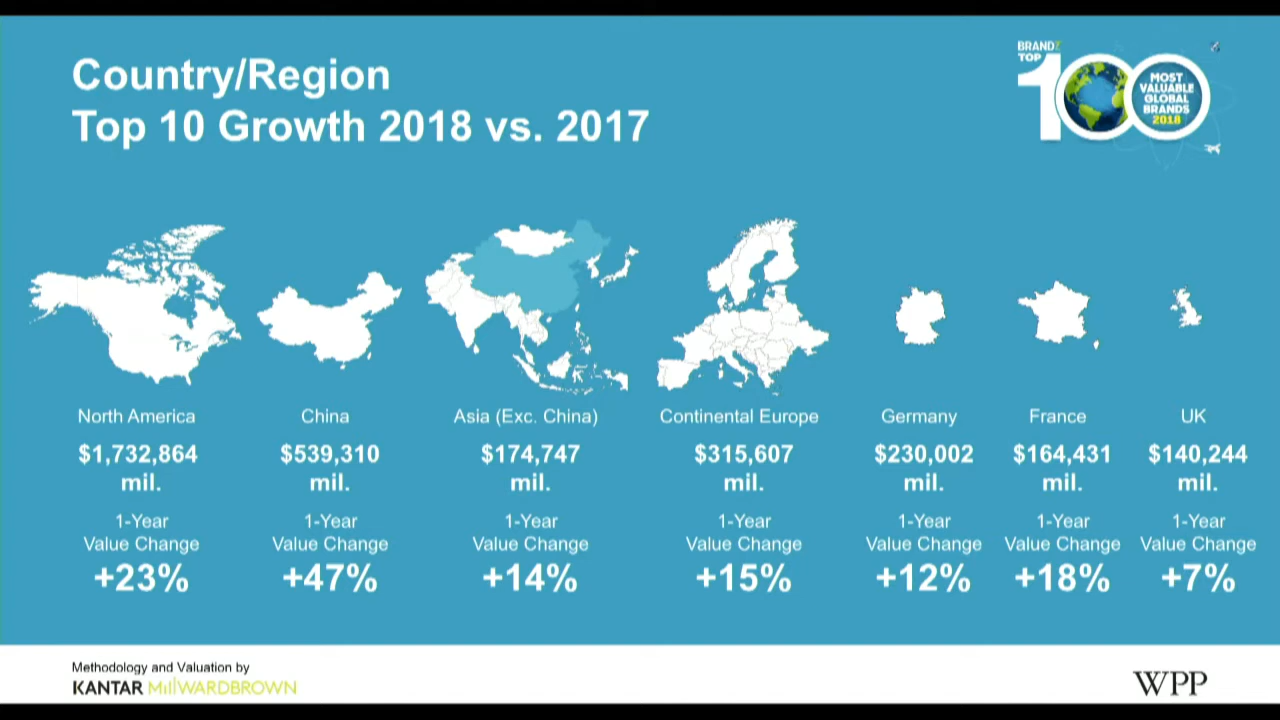 Country/Region
Top 10 Growth 2018 vs. 2017
BRANDZ
TOP
100
MOST
VALUABLE
GLOBAL
BRANDS
2018
North America
$1,732,864
mil.
1-Year
Value Change
+23%
China
$539,310
mil.
1-Year
Value Change
+47%
Asia (Exc. China)
$174,747
mil.
1-Year
Value Change
+14%
Continental Europe
$315,607
mil.
1-Year
Value Change
+15%
Germany
$230,002
mil.
1-Year
Value Change
+12%
France
$164,431
mil.
1-Year
Value Change
+18%
UK
$140,244
mil.
1-Year
Value Change
+7%
Methodology and Valuation by
KANTAR MillWARDBROWN
WPP